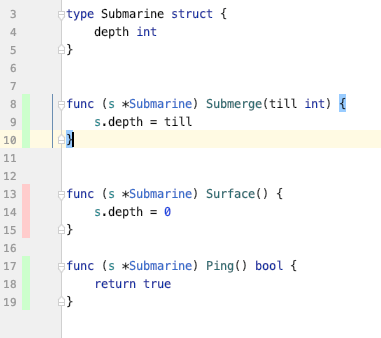 3 type Submarine struct {
4     depth int
5 }
6
7
8 func (s *Submarine) Submerge(till int) {
9     s.depth = till
10 }
11
12
13 func (s *Submarine) Surface() {
14     s.depth = 0
15 }
16
17 func (s *Submarine) Ping() bool {
18     return true
19 }